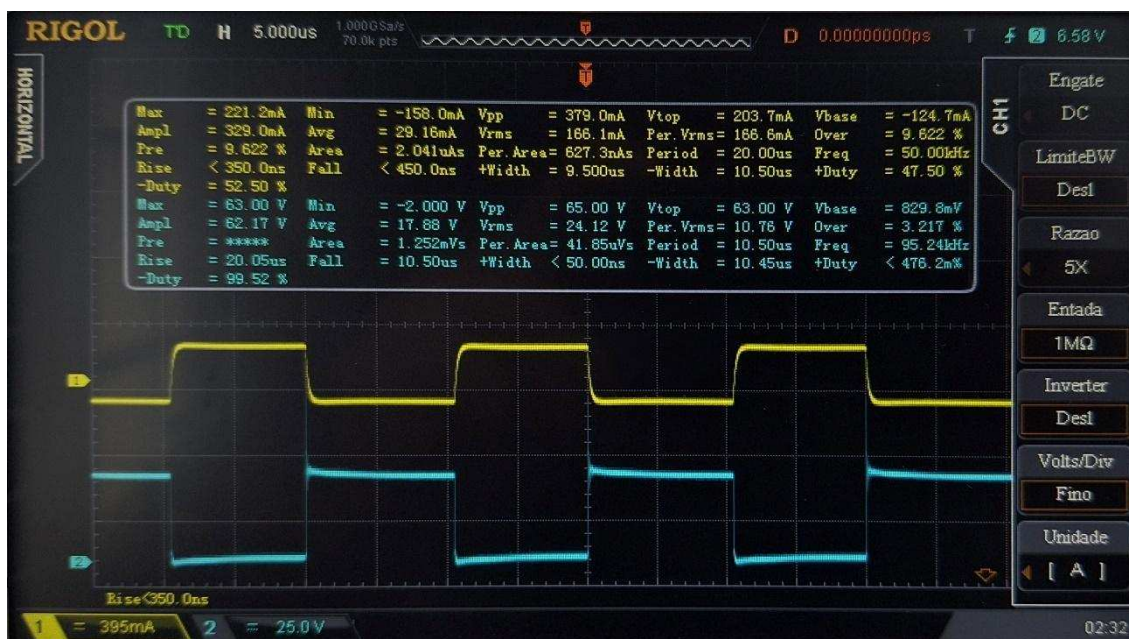 RIGOL TD H 5.000us 1.000GSa/s 70.0k pts D 0.00000000ps T 2 6.58 V
HORIZONTAL
T
Max = 221.2mA Min = -158.0mA Vpp = 379.0mA Vtop = 203.7mA Vbase = -124.7mA
Ampl = 329.0mA Avg = 29.16mA Vrms = 166.1mA Per.Vrms= 166.6mA Over = 9.622 %
Pre = 9.622 % Area = 2.041uAs Per.Area= 627.3nAs Period = 20.00us Freq = 50.00kHz
Rise < 350.0ns Fall < 450.0ns +Width = 9.500us -Width = 10.50us +Duty = 47.50 %
-Duty = 52.50 %
Max = 63.00 V Min = -2.000 V Vpp = 65.00 V Vtop = 63.00 V Vbase = 829.8mV
Ampl = 62.17 V Avg = 17.88 V Vrms = 24.12 V Per.Vrms= 10.76 V Over = 3.217 %
Pre = ***** Area = 1.252mVs Per.Area= 41.85uVs Period = 10.50us Freq = 95.24kHz
Rise = 20.05us Fall = 10.50us +Width < 50.00ns -Width = 10.45us +Duty < 476.2m%
-Duty = 99.52 %
CH1
Engate
DC
LimiteBW
Desl
Razao
5X
Entada
1MΩ
Inverter
Desl
Volts/Div
Fino
Unidade
[ A ]
1
2
Rise<350.0ns
1 = 395mA 2 = 25.0 V
02:32